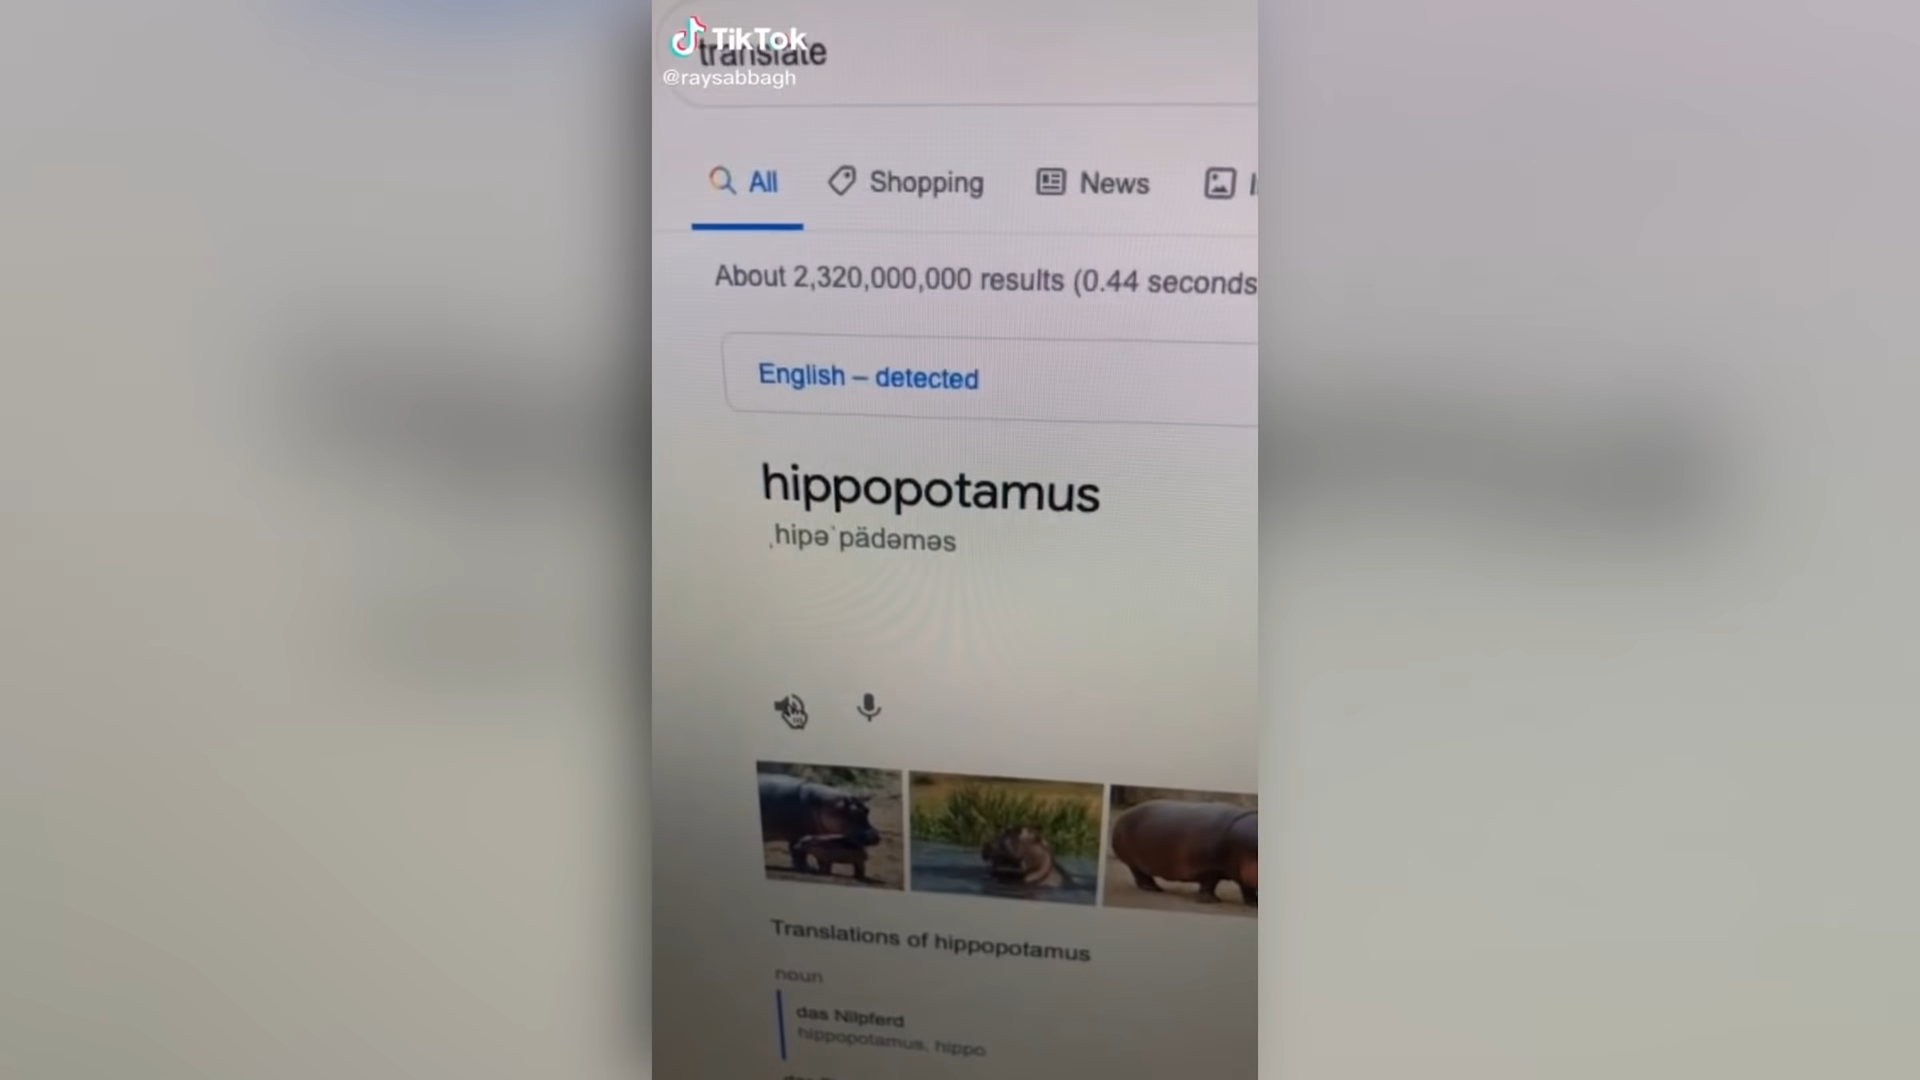 TikTok
translate
@raysabbagh
All Shopping News
About 2,320,000,000 results (0.44 seconds
English – detected
hippopotamus
ˌhipəˈpädəməs
Translations of hippopotamus
noun
das Nilpferd
hippopotamus, hippo